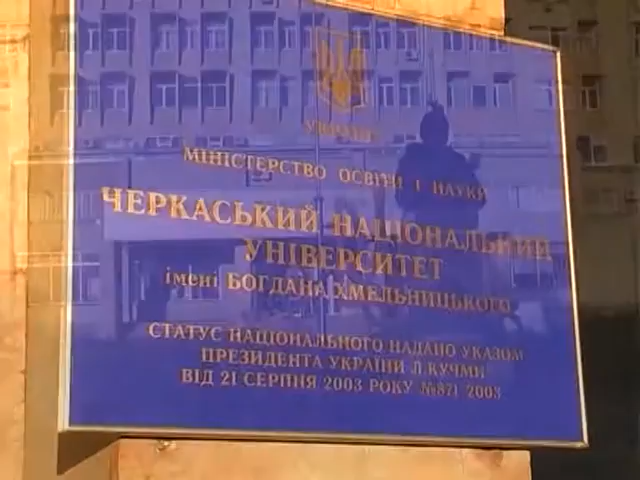 УКРАЇНА
МІНІСТЕРСТВО ОСВІТИ І НАУКИ
ЧЕРКАСЬКИЙ НАЦІОНАЛЬНИЙ
УНІВЕРСИТЕТ
імені БОГДАНА ХМЕЛЬНИЦЬКОГО
СТАТУС НАЦІОНАЛЬНОГО НАДАНО УКАЗОМ
ПРЕЗИДЕНТА УКРАЇНИ Л.КУЧМИ
ВІД 21 СЕРПНЯ 2003 РОКУ №871 2003